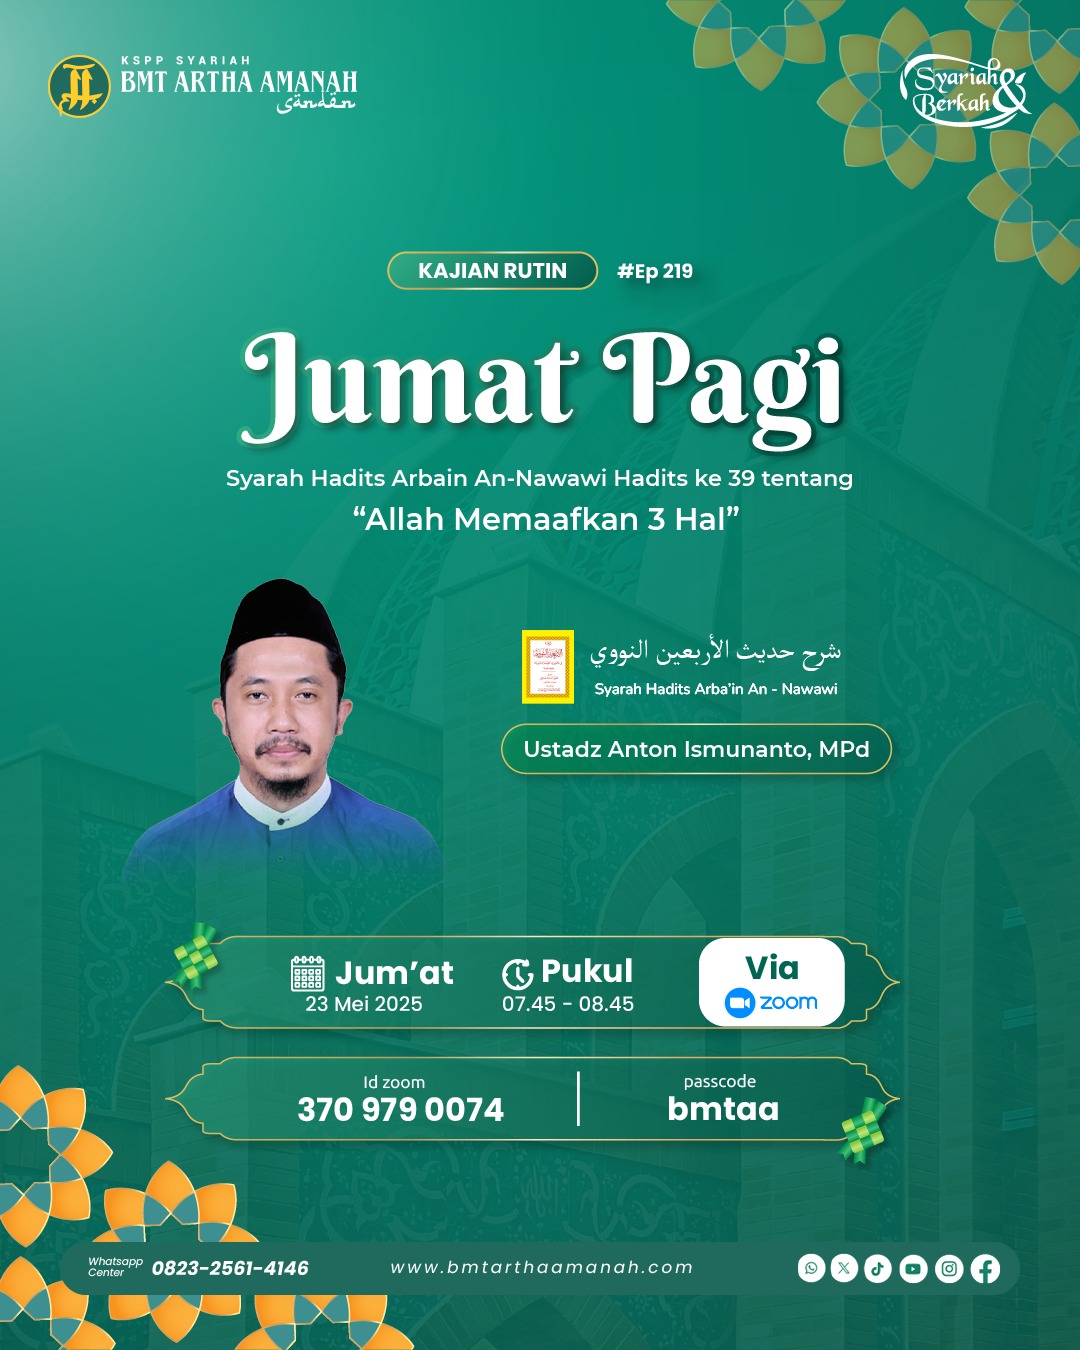 KSPP SYARIAH
BMT ARTHA AMANAH
Sanden
Syariah &
Berkah
KAJIAN RUTIN #Ep 219
Jumat Pagi
Syarah Hadits Arbain An-Nawawi Hadits ke 39 tentang
“Allah Memaafkan 3 Hal”
شرح حديث الأربعين النووي
Syarah Hadits Arba’in An - Nawawi
Ustadz Anton Ismunanto, MPd
Jum’at
23 Mei 2025
Pukul
07.45 - 08.45
Via
zoom
Id zoom
370 979 0074
passcode
bmtaa
Whatsapp
Center
0823-2561-4146
www.bmtarthaamanah.com